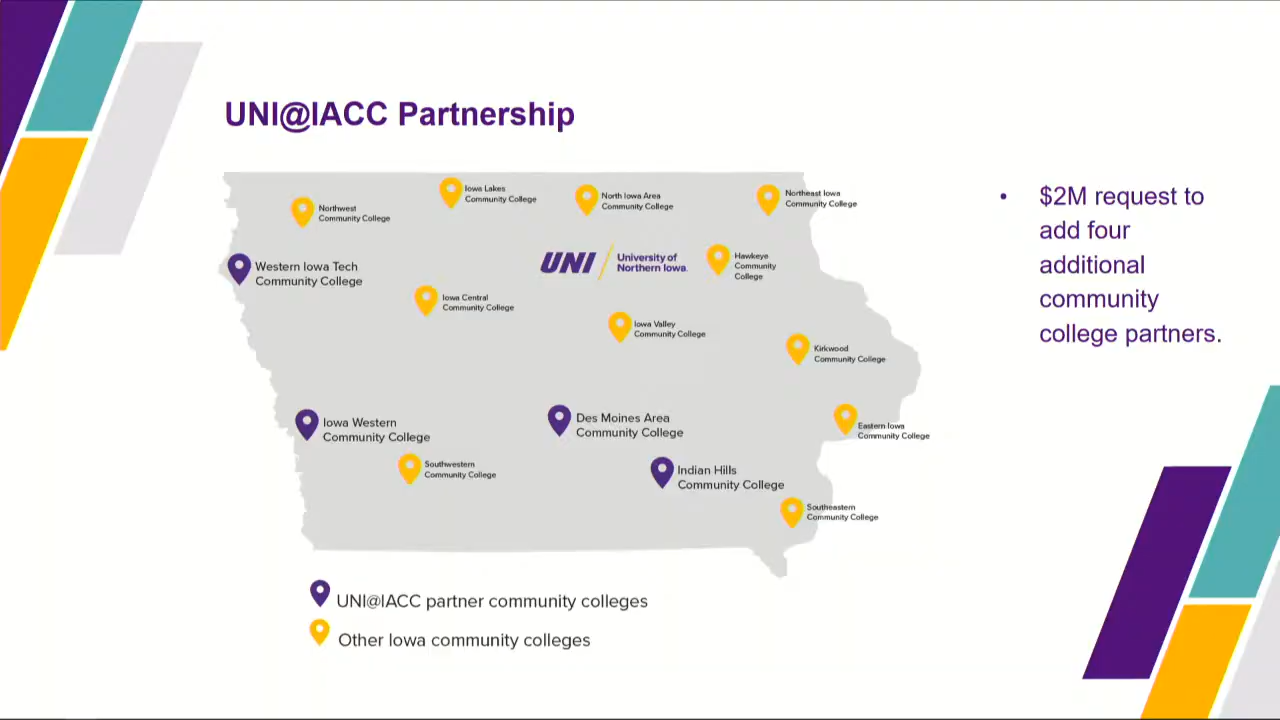 UNI@IACC Partnership
Iowa Lakes
Community College
North Iowa Area
Community College
Northeast Iowa
Community College
Northwest
Community College
• $2M request to
add four
additional
community
college partners.
UNI
University of
Northern Iowa.
Hawkeye
Community
College
Western Iowa Tech
Community College
Iowa Central
Community College
Iowa Valley
Community College
Kirkwood
Community College
Iowa Western
Community College
Des Moines Area
Community College
Eastern Iowa
Community College
Southwestern
Community College
Indian Hills
Community College
Southeastern
Community College
UNI@IACC partner community colleges
Other Iowa community colleges